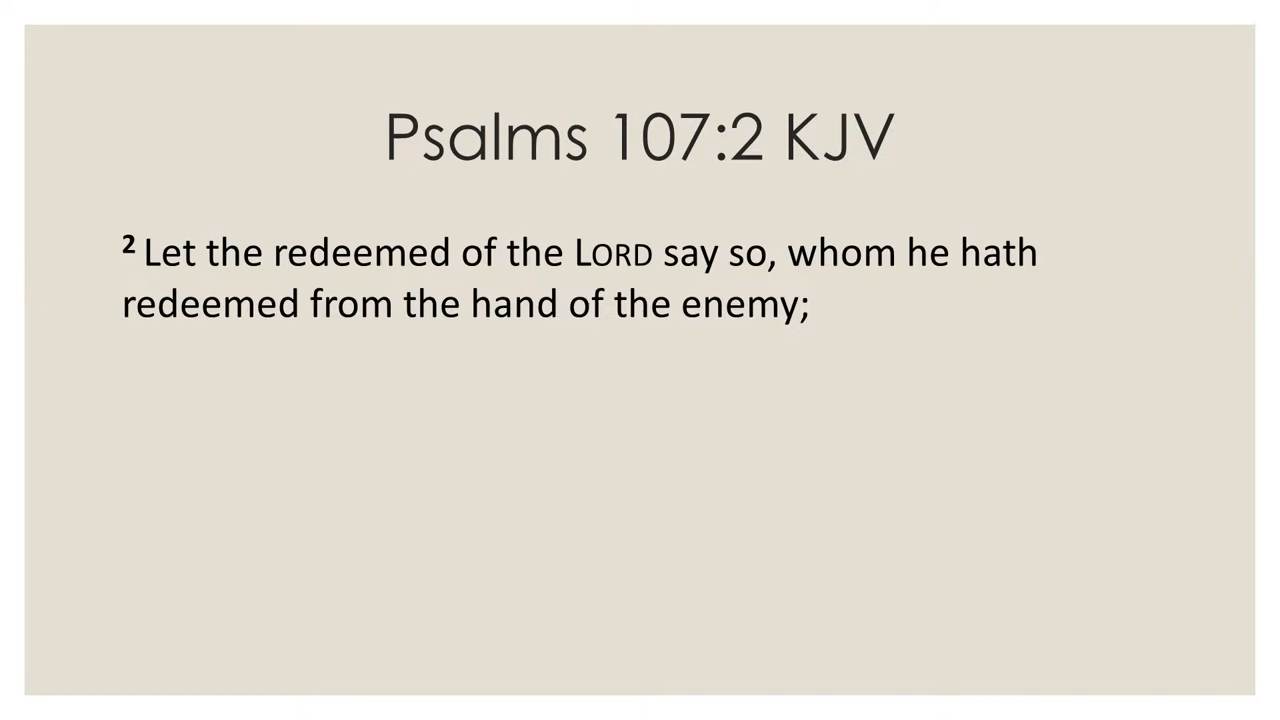 Psalms 107:2 KJV
2 Let the redeemed of the LORD say so, whom he hath
redeemed from the hand of the enemy;